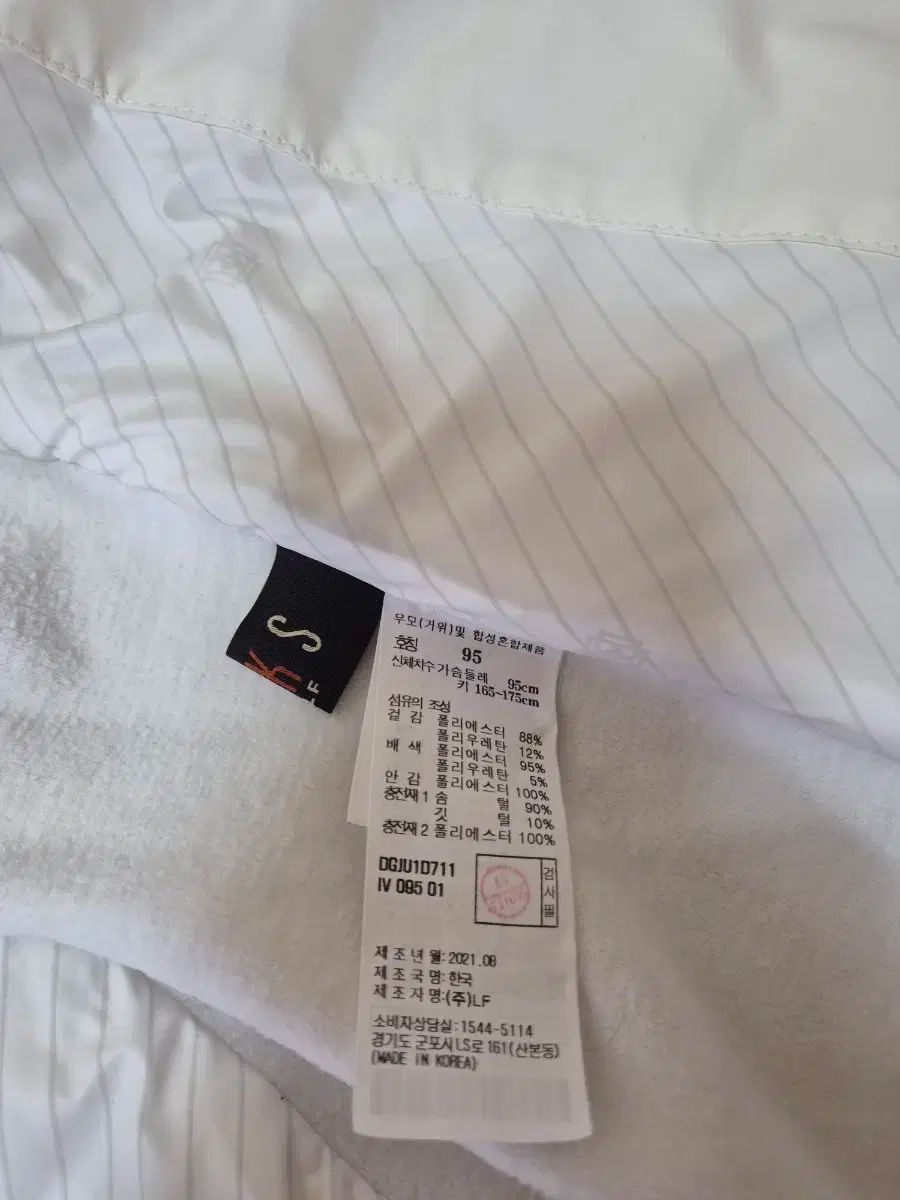 S
우모(거위)및 합성혼합제품
호칭 95
신체치수 가슴둘레 95cm
키 165~175cm
섬유의 조성
겉감 폴리에스터 88%
폴리우레탄 12%
배색 폴리에스터 95%
폴리우레탄 5%
안감 폴리에스터 100%
충전재1 솜털 90%
깃털 10%
충전재2 폴리에스터 100%
DGJU1D711
IV 095 01
검사필
제조년월:2021.08
제조국명:한국
제조자명:(주)LF
소비자상담실:1544-5114
경기도 군포시LS로 161(산본동)
(MADE IN KOREA)